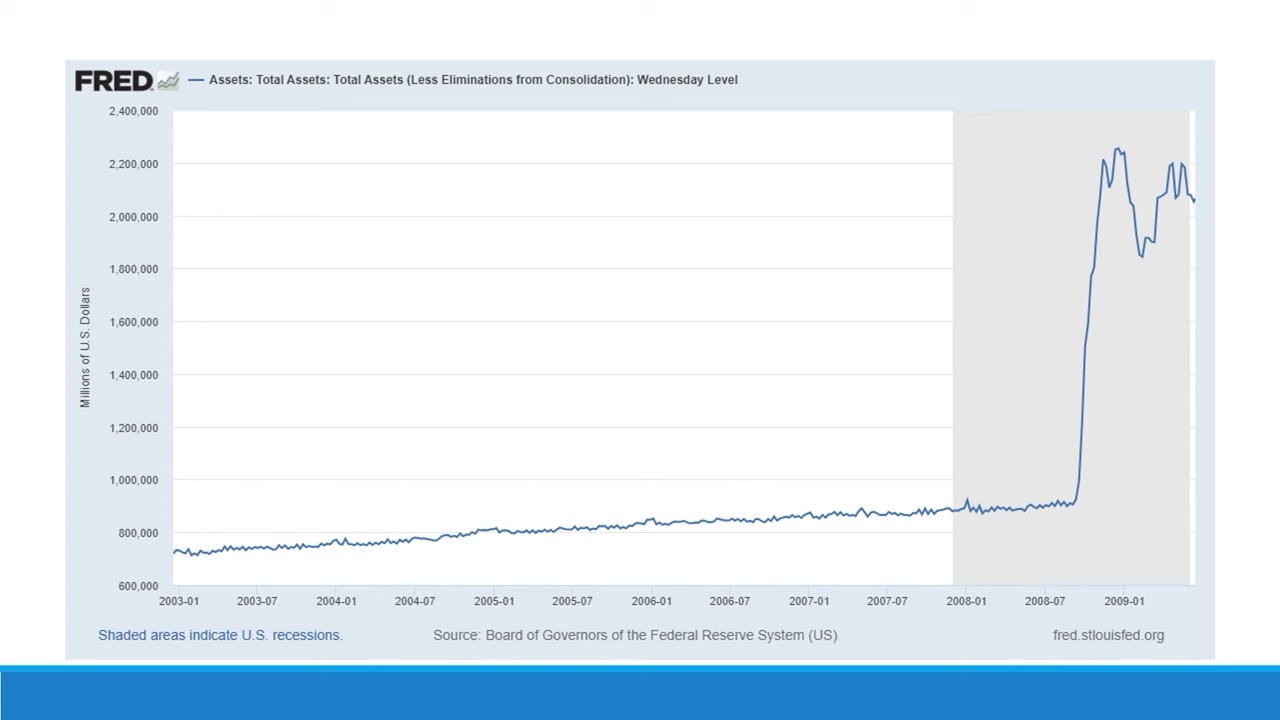 FRED Assets: Total Assets: Total Assets (Less Eliminations from Consolidation): Wednesday Level
2,400,000
2,200,000
2,000,000
1,800,000
1,600,000
1,400,000
1,200,000
1,000,000
800,000
600,000
Millions of U.S. Dollars
2003-01 2003-07 2004-01 2004-07 2005-01 2005-07 2006-01 2006-07 2007-01 2007-07 2008-01 2008-07 2009-01
Shaded areas indicate U.S. recessions. Source: Board of Governors of the Federal Reserve System (US) fred.stlouisfed.org